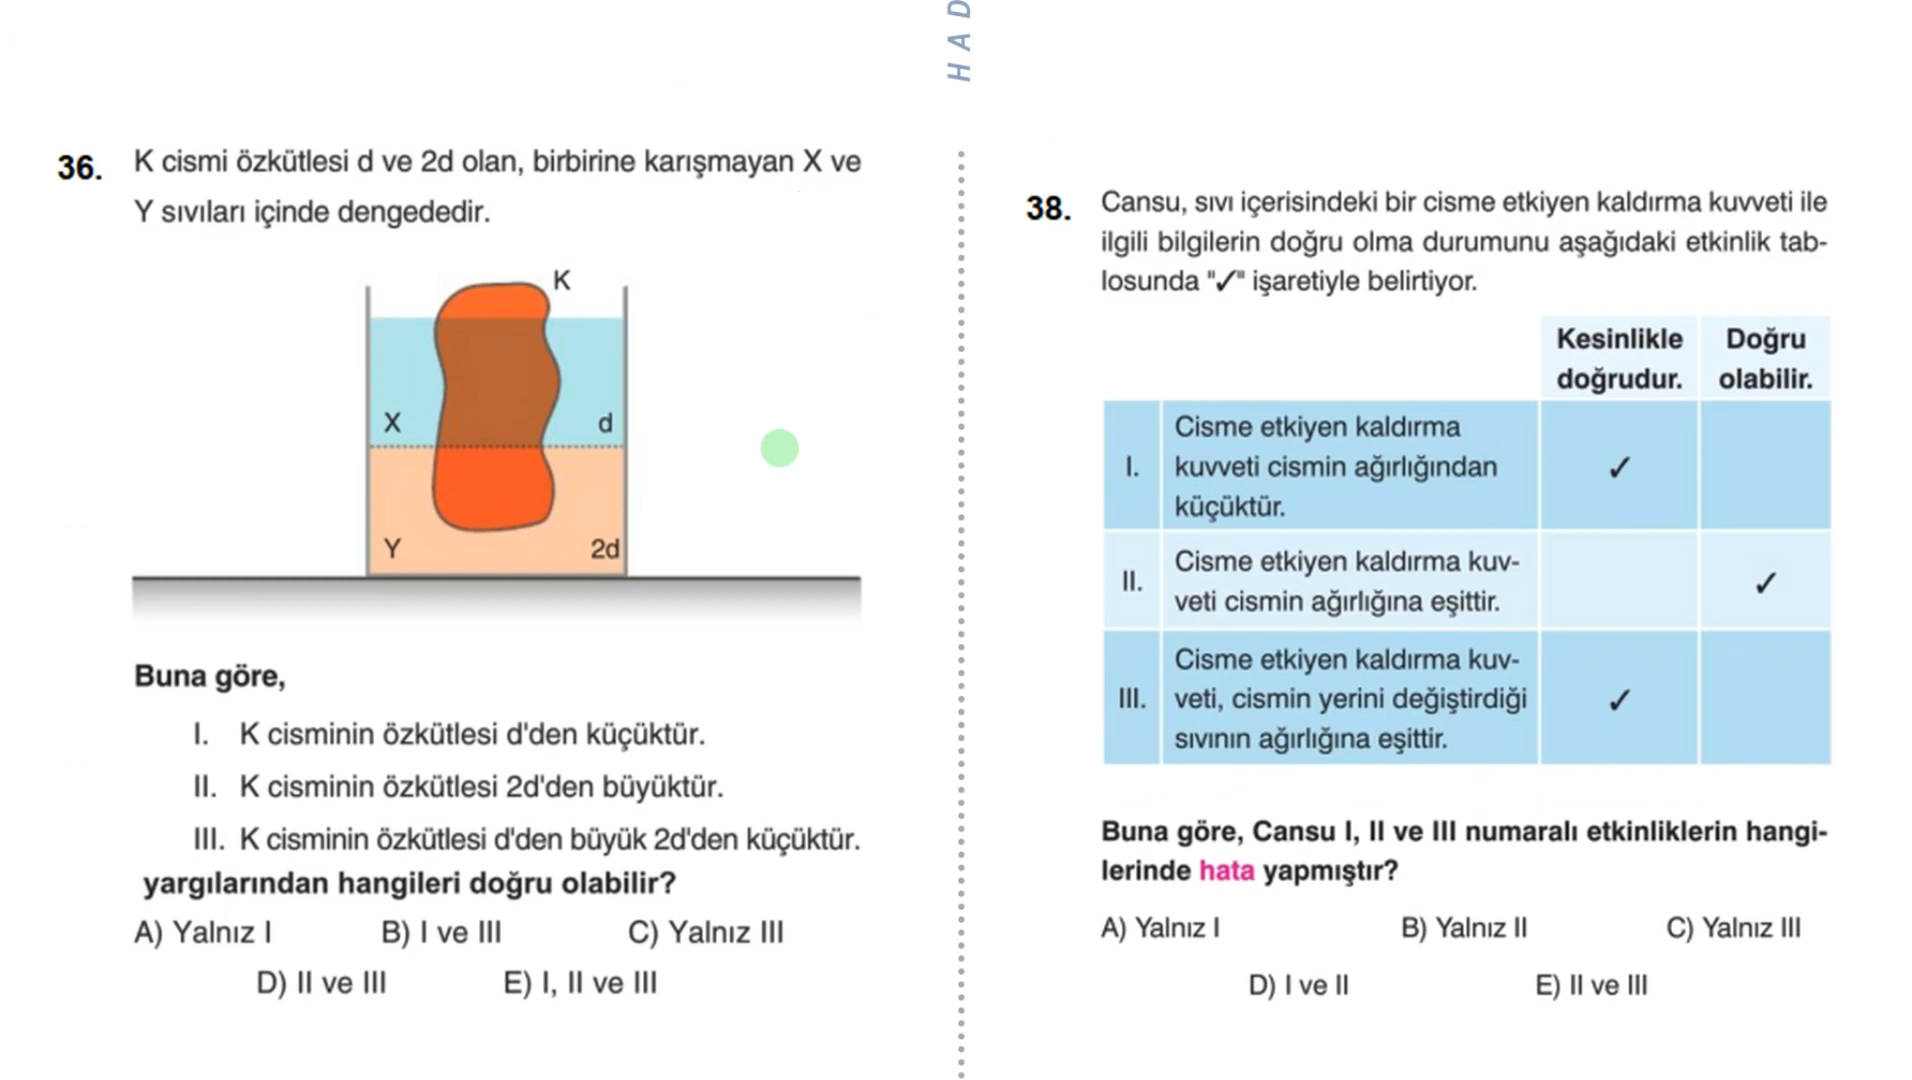 HAD
36. K cismi özkütlesi d ve 2d olan, birbirine karışmayan X ve
Y sıvıları içinde dengededir.
K
X
d
Y
2d
Buna göre,
I. K cisminin özkütlesi d'den küçüktür.
II. K cisminin özkütlesi 2d'den büyüktür.
III. K cisminin özkütlesi d'den büyük 2d'den küçüktür.
yargılarından hangileri doğru olabilir?
A) Yalnız I B) I ve III C) Yalnız III
D) II ve III E) I, II ve III
38. Cansu, sıvı içerisindeki bir cisme etkiyen kaldırma kuvveti ile
ilgili bilgilerin doğru olma durumunu aşağıdaki etkinlik tab-
losunda "✓" işaretiyle belirtiyor.
Kesinlikle
doğrudur.
Doğru
olabilir.
I. Cisme etkiyen kaldırma
kuvveti cismin ağırlığından
küçüktür.
✓
II. Cisme etkiyen kaldırma kuv-
veti cismin ağırlığına eşittir.
✓
III. Cisme etkiyen kaldırma kuv-
veti, cismin yerini değiştirdiği
sıvının ağırlığına eşittir.
✓
Buna göre, Cansu I, II ve III numaralı etkinliklerin hangi-
lerinde hata yapmıştır?
A) Yalnız I B) Yalnız II C) Yalnız III
D) I ve II E) II ve III